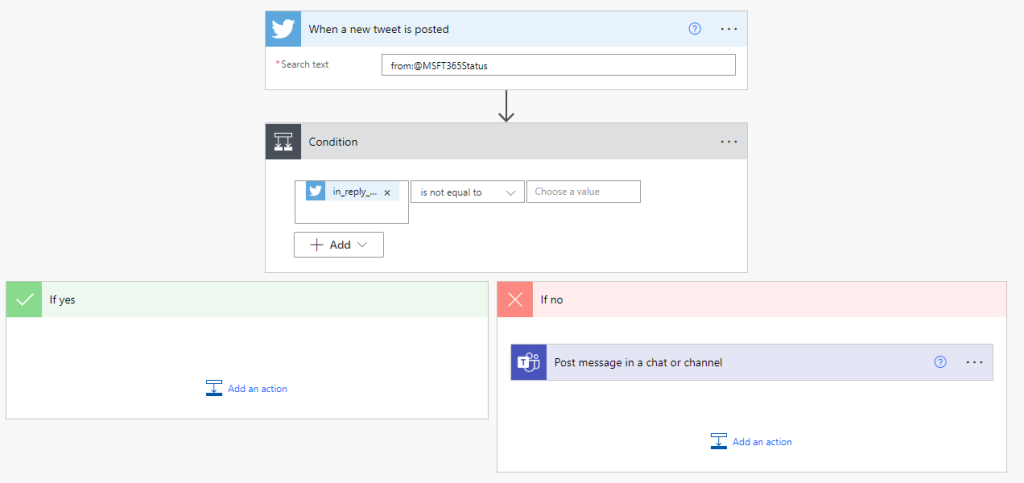 When a new tweet is posted
* Search text
from:@MSFT365Status
Condition
in_reply_...
is not equal to
Choose a value
Add
If yes
If no
Post message in a chat or channel
Add an action
Add an action